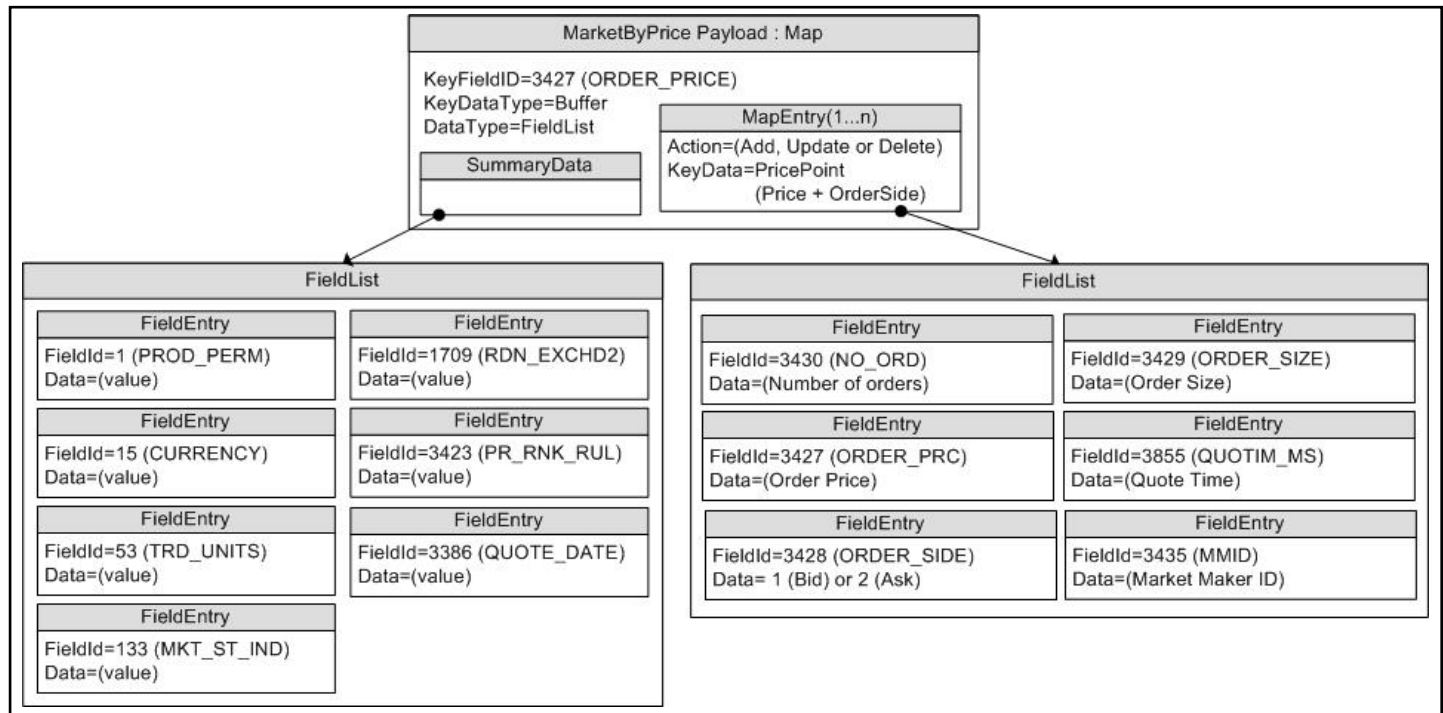 MarketByPrice Payload : Map
KeyFieldID=3427 (ORDER_PRICE)
KeyDataType=Buffer
DataType=FieldList
SummaryData
MapEntry(1...n)
Action=(Add, Update or Delete)
KeyData=PricePoint
(Price + OrderSide)
FieldList
FieldEntry
FieldId=1 (PROD_PERM)
Data=(value)
FieldEntry
FieldId=1709 (RDN_EXCHD2)
Data=(value)
FieldEntry
FieldId=15 (CURRENCY)
Data=(value)
FieldEntry
FieldId=3423 (PR_RNK_RUL)
Data=(value)
FieldEntry
FieldId=53 (TRD_UNITS)
Data=(value)
FieldEntry
FieldId=3386 (QUOTE_DATE)
Data=(value)
FieldEntry
FieldId=133 (MKT_ST_IND)
Data=(value)
FieldList
FieldEntry
FieldId=3430 (NO_ORD)
Data=(Number of orders)
FieldEntry
FieldId=3429 (ORDER_SIZE)
Data=(Order Size)
FieldEntry
FieldId=3427 (ORDER_PRC)
Data=(Order Price)
FieldEntry
FieldId=3855 (QUOTIM_MS)
Data=(Quote Time)
FieldEntry
FieldId=3428 (ORDER_SIDE)
Data= 1 (Bid) or 2 (Ask)
FieldEntry
FieldId=3435 (MMID)
Data=(Market Maker ID)